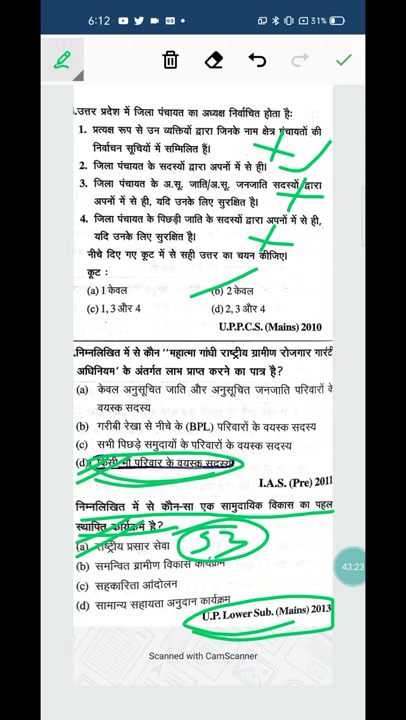 6:12
31%
.उत्तर प्रदेश में जिला पंचायत का अध्यक्ष निर्वाचित होता है:
1. प्रत्यक्ष रूप से उन व्यक्तियों द्वारा जिनके नाम क्षेत्र पंचायतों की
निर्वाचन सूचियों में सम्मिलित हैं।
2. जिला पंचायत के सदस्यों द्वारा अपनों में से ही।
3. जिला पंचायत के अ.सू. जाति/अ.सू. जनजाति सदस्यों द्वारा
अपनों में से ही, यदि उनके लिए सुरक्षित है।
4. जिला पंचायत के पिछड़ी जाति के सदस्यों द्वारा अपनों में से ही,
यदि उनके लिए सुरक्षित है।
नीचे दिए गए कूट में से सही उत्तर का चयन कीजिए।
कूट :
(a) 1 केवल (b) 2 केवल
(c) 1, 3 और 4 (d) 2, 3 और 4
U.P.P.C.S. (Mains) 2010
.निम्नलिखित में से कौन ''महात्मा गांधी राष्ट्रीय ग्रामीण रोजगार गारंटी
अधिनियम' के अंतर्गत लाभ प्राप्त करने का पात्र है?
(a) केवल अनुसूचित जाति और अनुसूचित जनजाति परिवारों के
वयस्क सदस्य
(b) गरीबी रेखा से नीचे के (BPL) परिवारों के वयस्क सदस्य
(c) सभी पिछड़े समुदायों के परिवारों के वयस्क सदस्य
(d) किसी भी परिवार के वयस्क सदस्य
I.A.S. (Pre) 2011
निम्नलिखित में से कौन-सा एक सामुदायिक विकास का पहल
स्थापित कार्यक्रम है?
(a) राष्ट्रीय प्रसार सेवा
53
(b) समन्वित ग्रामीण विकास कार्यक्रम
43:23
(c) सहकारिता आंदोलन
(d) सामान्य सहायता अनुदान कार्यक्रम
U.P. Lower Sub. (Mains) 2013
Scanned with CamScanner